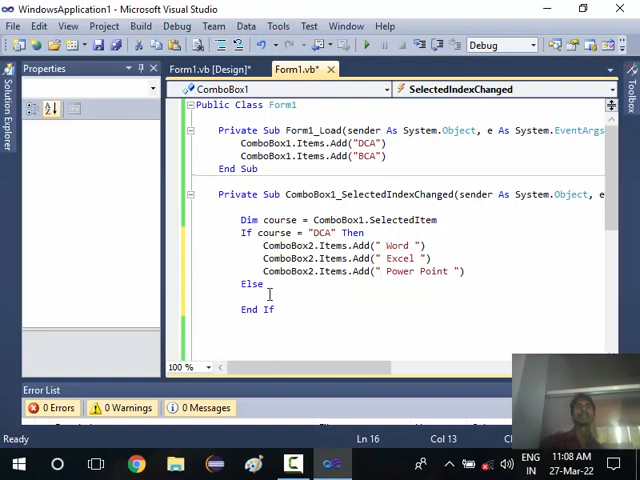 WindowsApplication1 - Microsoft Visual Studio
File Edit View Project Build Debug Team Data Tools Test Window Help
Debug
Properties
Form1.vb [Design]* Form1.vb*
ComboBox1 SelectedIndexChanged
Solution Explorer
Toolbox
Public Class Form1
Private Sub Form1_Load(sender As System.Object, e As System.EventArgs
ComboBox1.Items.Add("DCA")
ComboBox1.Items.Add("BCA")
End Sub
Private Sub ComboBox1_SelectedIndexChanged(sender As System.Object, e
Dim course = ComboBox1.SelectedItem
If course = "DCA" Then
ComboBox2.Items.Add(" Word ")
ComboBox2.Items.Add(" Excel ")
ComboBox2.Items.Add(" Power Point ")
Else
End If
100 %
Error List
0 Errors 0 Warnings 0 Messages
Ready Ln 16 Col 13
ENG 11:08 AM
IN 27-Mar-22